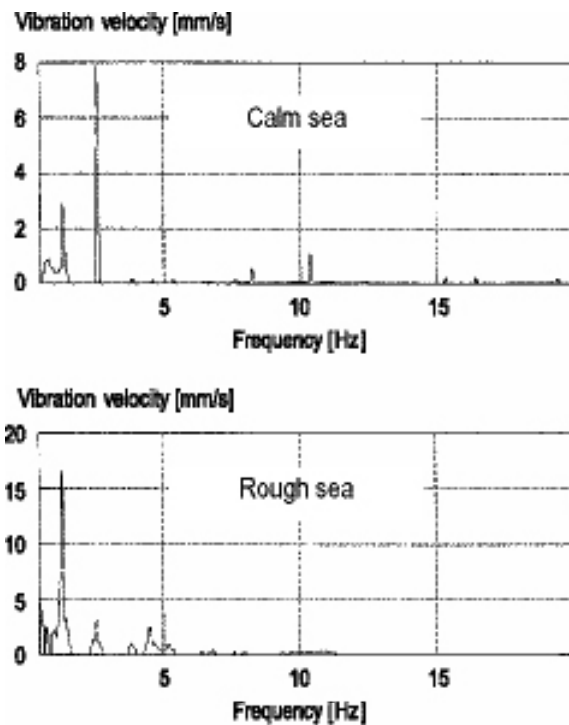 Vibration velocity [mm/s]
8
Calm sea
6
4
2
0
5 10 15
Frequency [Hz]
Vibration velocity [mm/s]
20
Rough sea
15
10
5
0
5 10 15
Frequency [Hz]